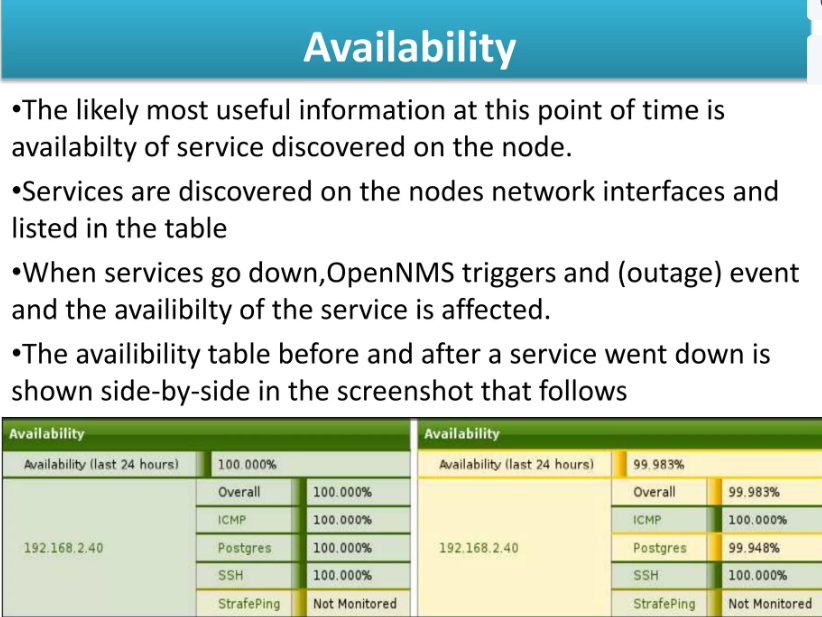 Availability
•The likely most useful information at this point of time is
availabilty of service discovered on the node.
•Services are discovered on the nodes network interfaces and
listed in the table
•When services go down,OpenNMS triggers and (outage) event
and the availibilty of the service is affected.
•The availibility table before and after a service went down is
shown side-by-side in the screenshot that follows
Availability
Availability (last 24 hours) 100.000%
192.168.2.40
Overall 100.000%
ICMP 100.000%
Postgres 100.000%
SSH 100.000%
StrafePing Not Monitored
Availability
Availability (last 24 hours) 99.983%
192.168.2.40
Overall 99.983%
ICMP 100.000%
Postgres 99.948%
SSH 100.000%
StrafePing Not Monitored